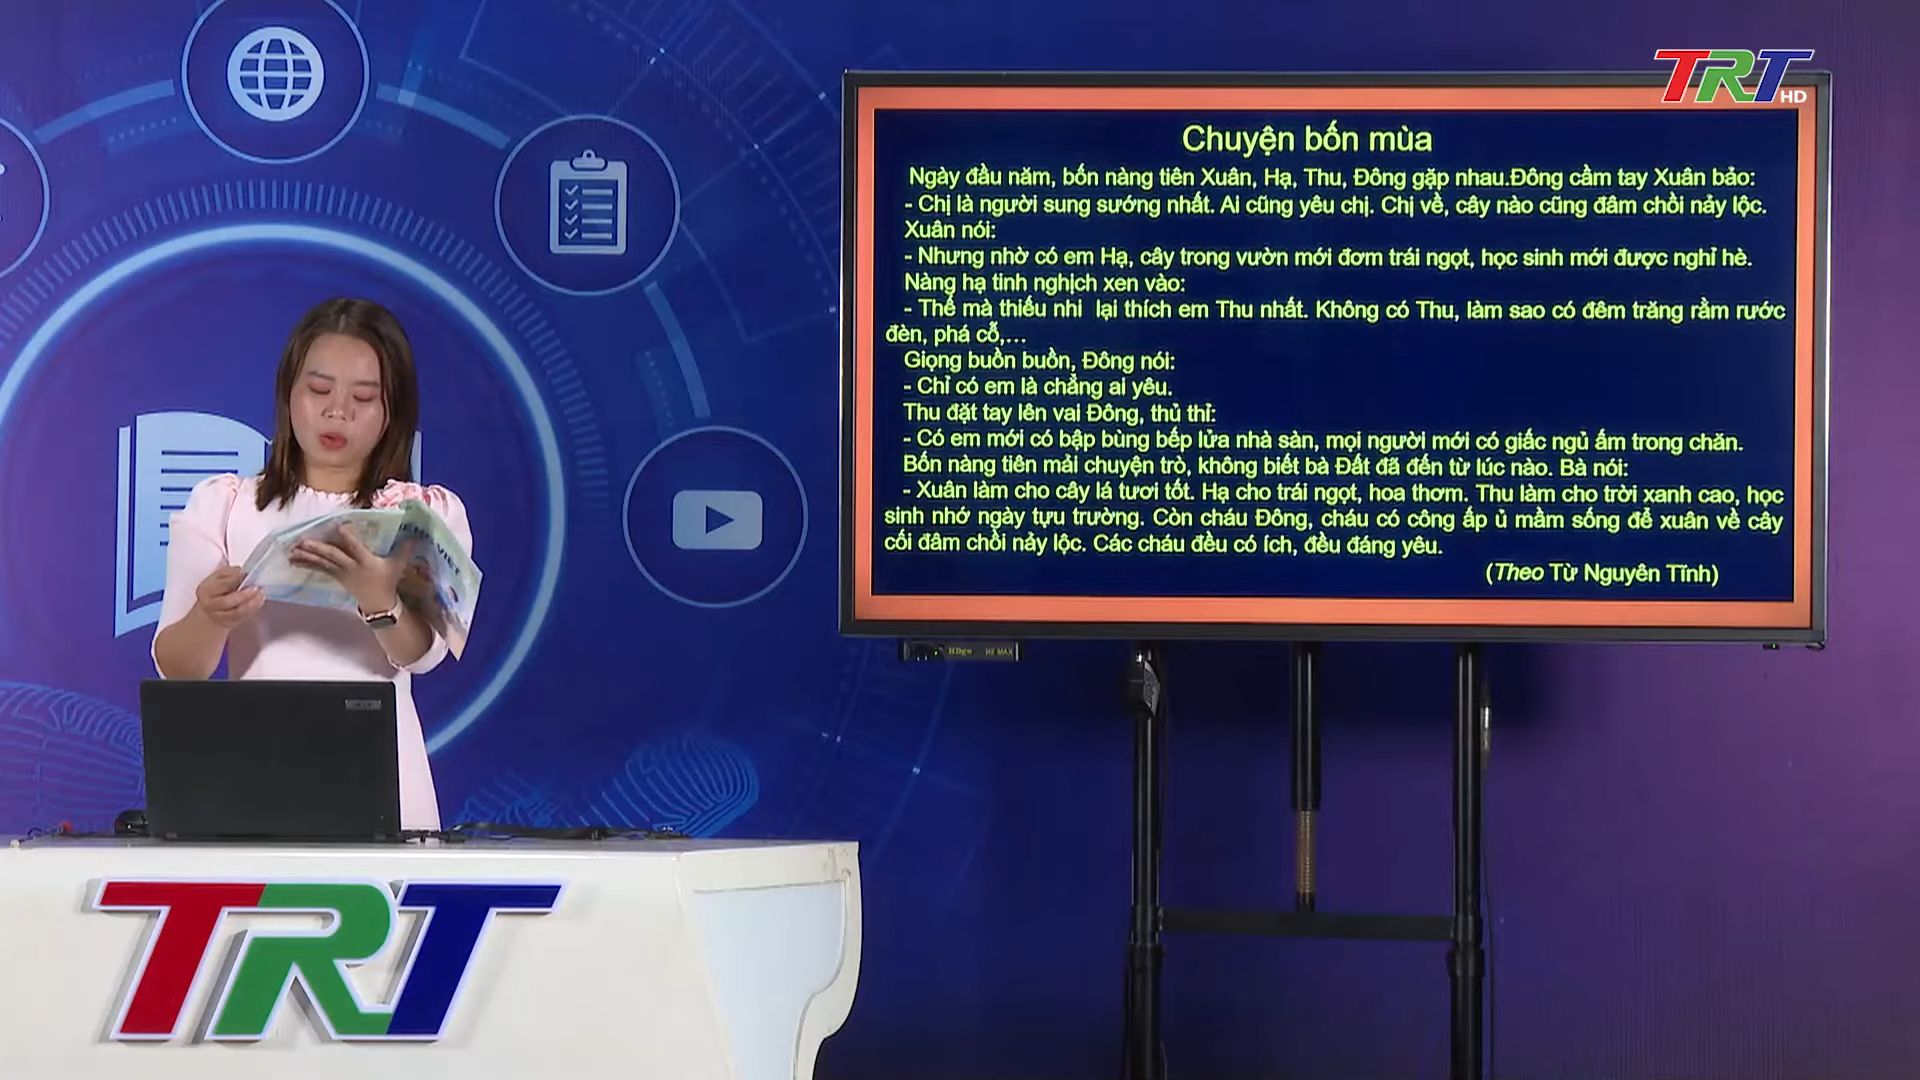 TRT HD
Chuyện bốn mùa
Ngày đầu năm, bốn nàng tiên Xuân, Hạ, Thu, Đông gặp nhau.Đông cầm tay Xuân bảo:
- Chị là người sung sướng nhất. Ai cũng yêu chị. Chị về, cây nào cũng đâm chồi nảy lộc.
Xuân nói:
- Nhưng nhờ có em Hạ, cây trong vườn mới đơm trái ngọt, học sinh mới được nghỉ hè.
Nàng hạ tinh nghịch xen vào:
- Thế mà thiếu nhi lại thích em Thu nhất. Không có Thu, làm sao có đêm trăng rằm rước
đèn, phá cỗ,...
Giọng buồn buồn, Đông nói:
- Chỉ có em là chẳng ai yêu.
Thu đặt tay lên vai Đông, thủ thỉ:
- Có em mới có bập bùng bếp lửa nhà sàn, mọi người mới có giấc ngủ ấm trong chăn.
Bốn nàng tiên mải chuyện trò, không biết bà Đất đã đến từ lúc nào. Bà nói:
- Xuân làm cho cây lá tươi tốt. Hạ cho trái ngọt, hoa thơm. Thu làm cho trời xanh cao, học
sinh nhớ ngày tựu trường. Còn cháu Đông, cháu có công ấp ủ mầm sống để xuân về cây
cối đâm chồi nảy lộc. Các cháu đều có ích, đều đáng yêu.
(Theo Từ Nguyên Tĩnh)
H2 MAX
acer
TRT